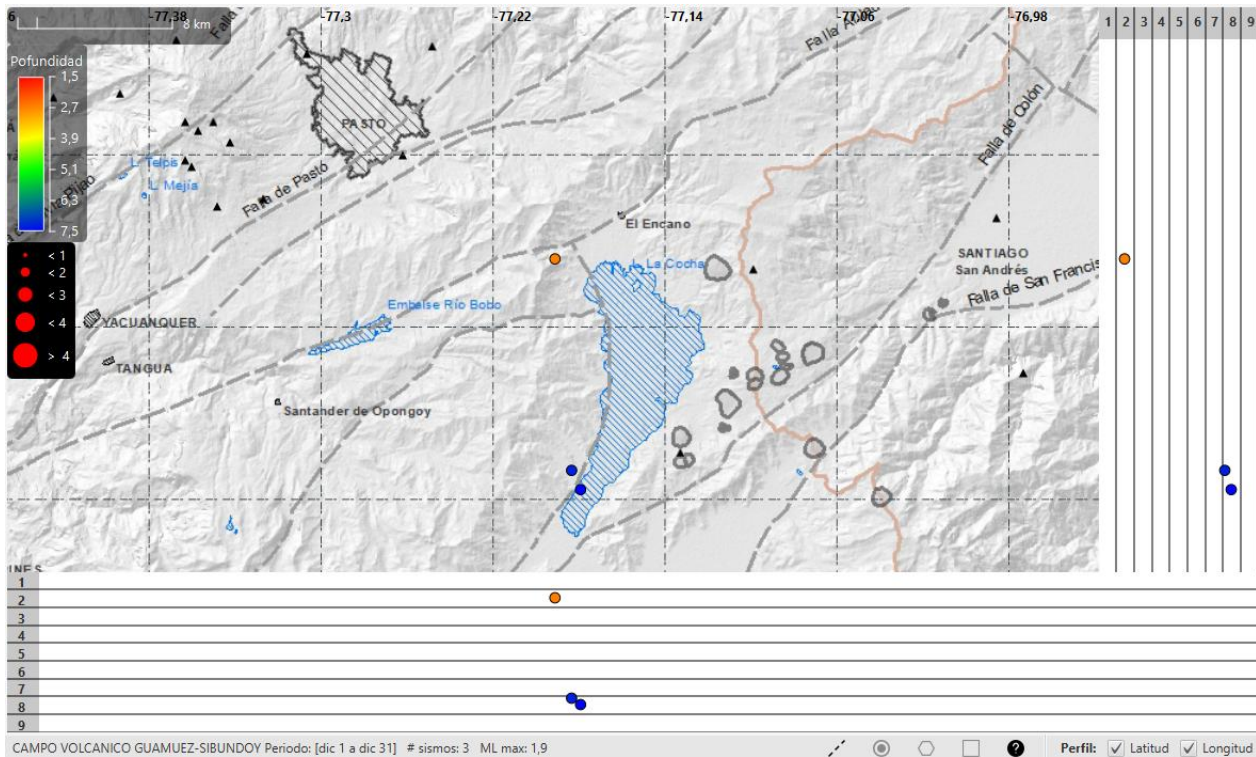 -77,38
-77,3
-77,22
-77,14
-77,06
-76,98
8 km
Pofundidad
1,5
2,7
3,9
5,1
6,3
7,5
< 1
< 2
< 3
< 4
> 4
PASTO
L. Telpis
L. Mejía
Falla de Pasto
El Encano
L. La Cocha
Embalse Río Bobo
YACUANQUER
TANGUA
Santander de Opongoy
Falla de Colón
SANTIAGO
San Andrés
Falla de San Francis
1 2 3 4 5 6 7 8 9
1
2
3
4
5
6
7
8
9
CAMPO VOLCANICO GUAMUEZ-SIBUNDOY Periodo: [dic 1 a dic 31] # sismos: 3 ML max: 1,9
? Perfil: Latitud Longitud